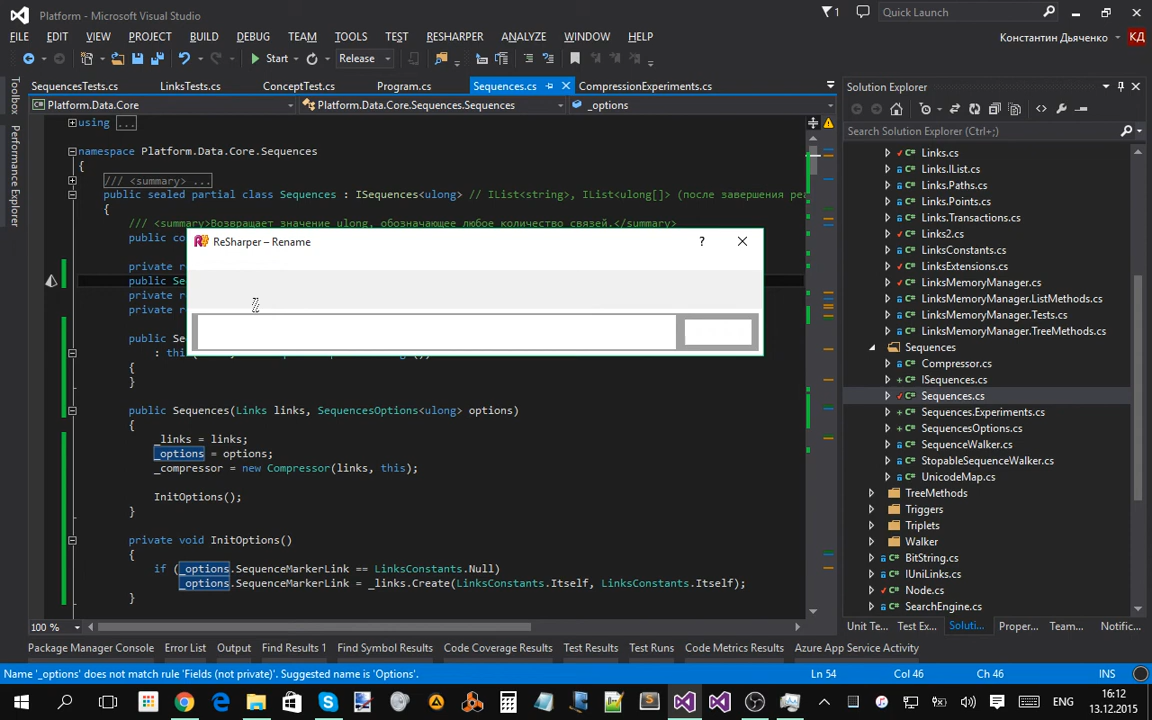 Platform - Microsoft Visual Studio
1
Quick Launch
FILE EDIT VIEW PROJECT BUILD DEBUG TEAM TOOLS TEST RESHARPER ANALYZE WINDOW HELP
Константин Дьяченко КД
Start Release
SequencesTests.cs LinksTests.cs ConceptTest.cs Program.cs Sequences.cs CompressionExperiments.cs
Platform.Data.Core Platform.Data.Core.Sequences.Sequences _options
Toolbox
Performance Explorer
using ...
namespace Platform.Data.Core.Sequences
{
/// <summary> ...
public sealed partial class Sequences : ISequences<ulong> // IList<string>, IList<ulong[]> (после завершения реа
{
/// <summary>Возвращает значение ulong, обозначающее любое количество связей.</summary>
public co
ReSharper – Rename
?
private r
public Se
private r
private r
public Se
: this(
{
}
public Sequences(Links links, SequencesOptions<ulong> options)
{
_links = links;
_options = options;
_compressor = new Compressor(links, this);
InitOptions();
}
private void InitOptions()
{
if (_options.SequenceMarkerLink == LinksConstants.Null)
_options.SequenceMarkerLink = _links.Create(LinksConstants.Itself, LinksConstants.Itself);
}
100 %
Solution Explorer
Search Solution Explorer (Ctrl+;)
Links.cs
Links.IList.cs
Links.Paths.cs
Links.Points.cs
Links.Transactions.cs
Links2.cs
LinksConstants.cs
LinksExtensions.cs
LinksMemoryManager.cs
LinksMemoryManager.ListMethods.cs
LinksMemoryManager.Tests.cs
LinksMemoryManager.TreeMethods.cs
Sequences
Compressor.cs
ISequences.cs
Sequences.cs
Sequences.Experiments.cs
SequencesOptions.cs
SequenceWalker.cs
StopableSequenceWalker.cs
UnicodeMap.cs
TreeMethods
Triggers
Triplets
Walker
BitString.cs
IUniLinks.cs
Node.cs
SearchEngine.cs
Unit Te... Test Ex... Soluti... Proper... Team... Notific...
Package Manager Console Error List Output Find Results 1 Find Symbol Results Code Coverage Results Test Results Test Runs Code Metrics Results Azure App Service Activity
Name '_options' does not match rule 'Fields (not private)'. Suggested name is 'Options'. Ln 54 Col 46 Ch 46 INS
ENG
16:12
13.12.2015